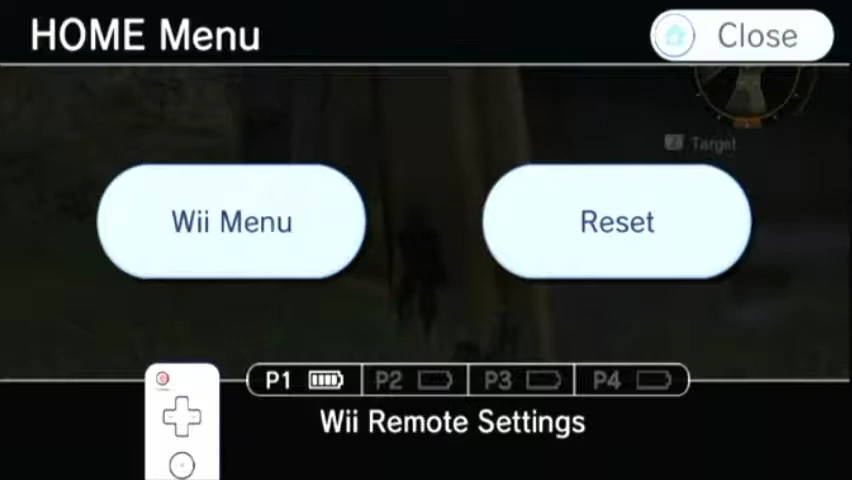 HOME Menu
Close
Z Target
Wii Menu
Reset
P1
P2
P3
P4
Wii Remote Settings